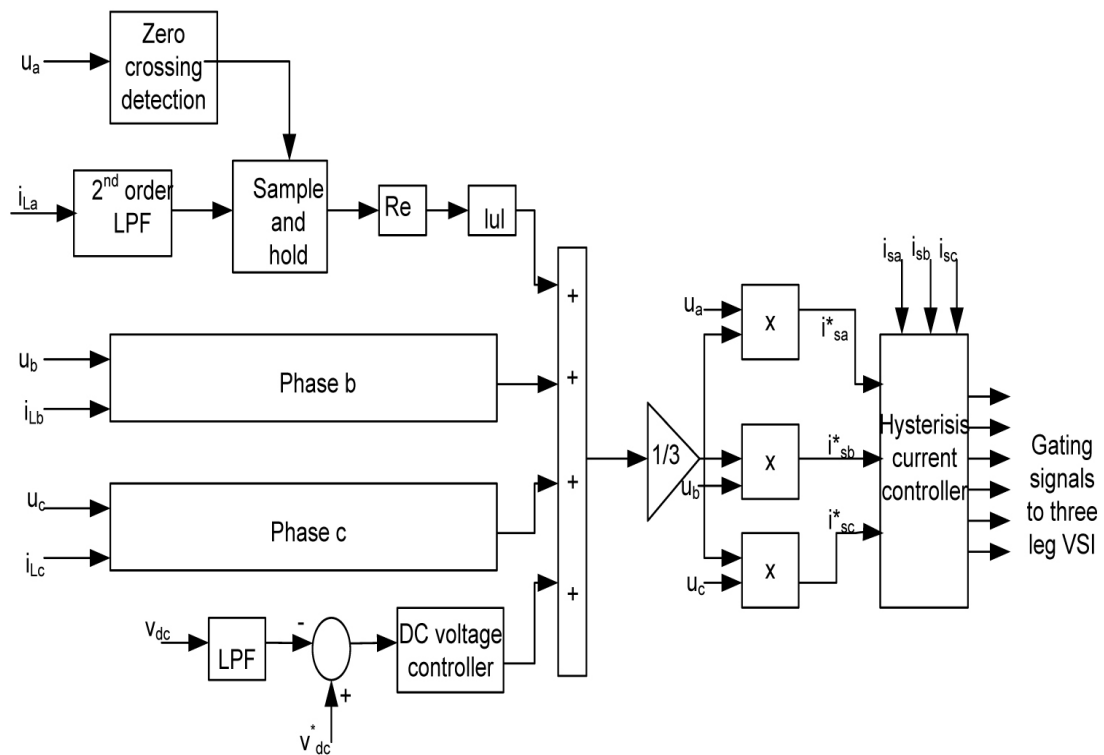 Zero
crossing
detection
u_a
i_La
2^nd order
LPF
Sample
and
hold
Re
|u|
u_b
i_Lb
Phase b
u_c
i_Lc
Phase c
v_dc
LPF
-
+
v*_dc
DC voltage
controller
+
+
+
+
1/3
u_a
x
i*_sa
u_b
x
i*_sb
u_c
x
i*_sc
i_sa
i_sb
i_sc
Hysterisis
current
controller
Gating
signals
to three
leg VSI